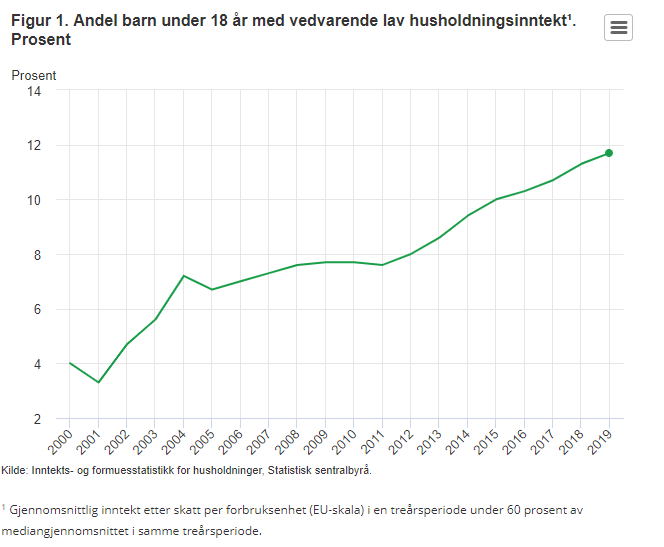 Figur 1. Andel barn under 18 år med vedvarende lav husholdningsinntekt¹.
Prosent
Prosent
14
12
10
8
6
4
2
2000 2001 2002 2003 2004 2005 2006 2007 2008 2009 2010 2011 2012 2013 2014 2015 2016 2017 2018 2019
Kilde: Inntekts- og formuesstatistikk for husholdninger, Statistisk sentralbyrå.
¹ Gjennomsnittlig inntekt etter skatt per forbruksenhet (EU-skala) i en treårsperiode under 60 prosent av
mediangjennomsnittet i samme treårsperiode.